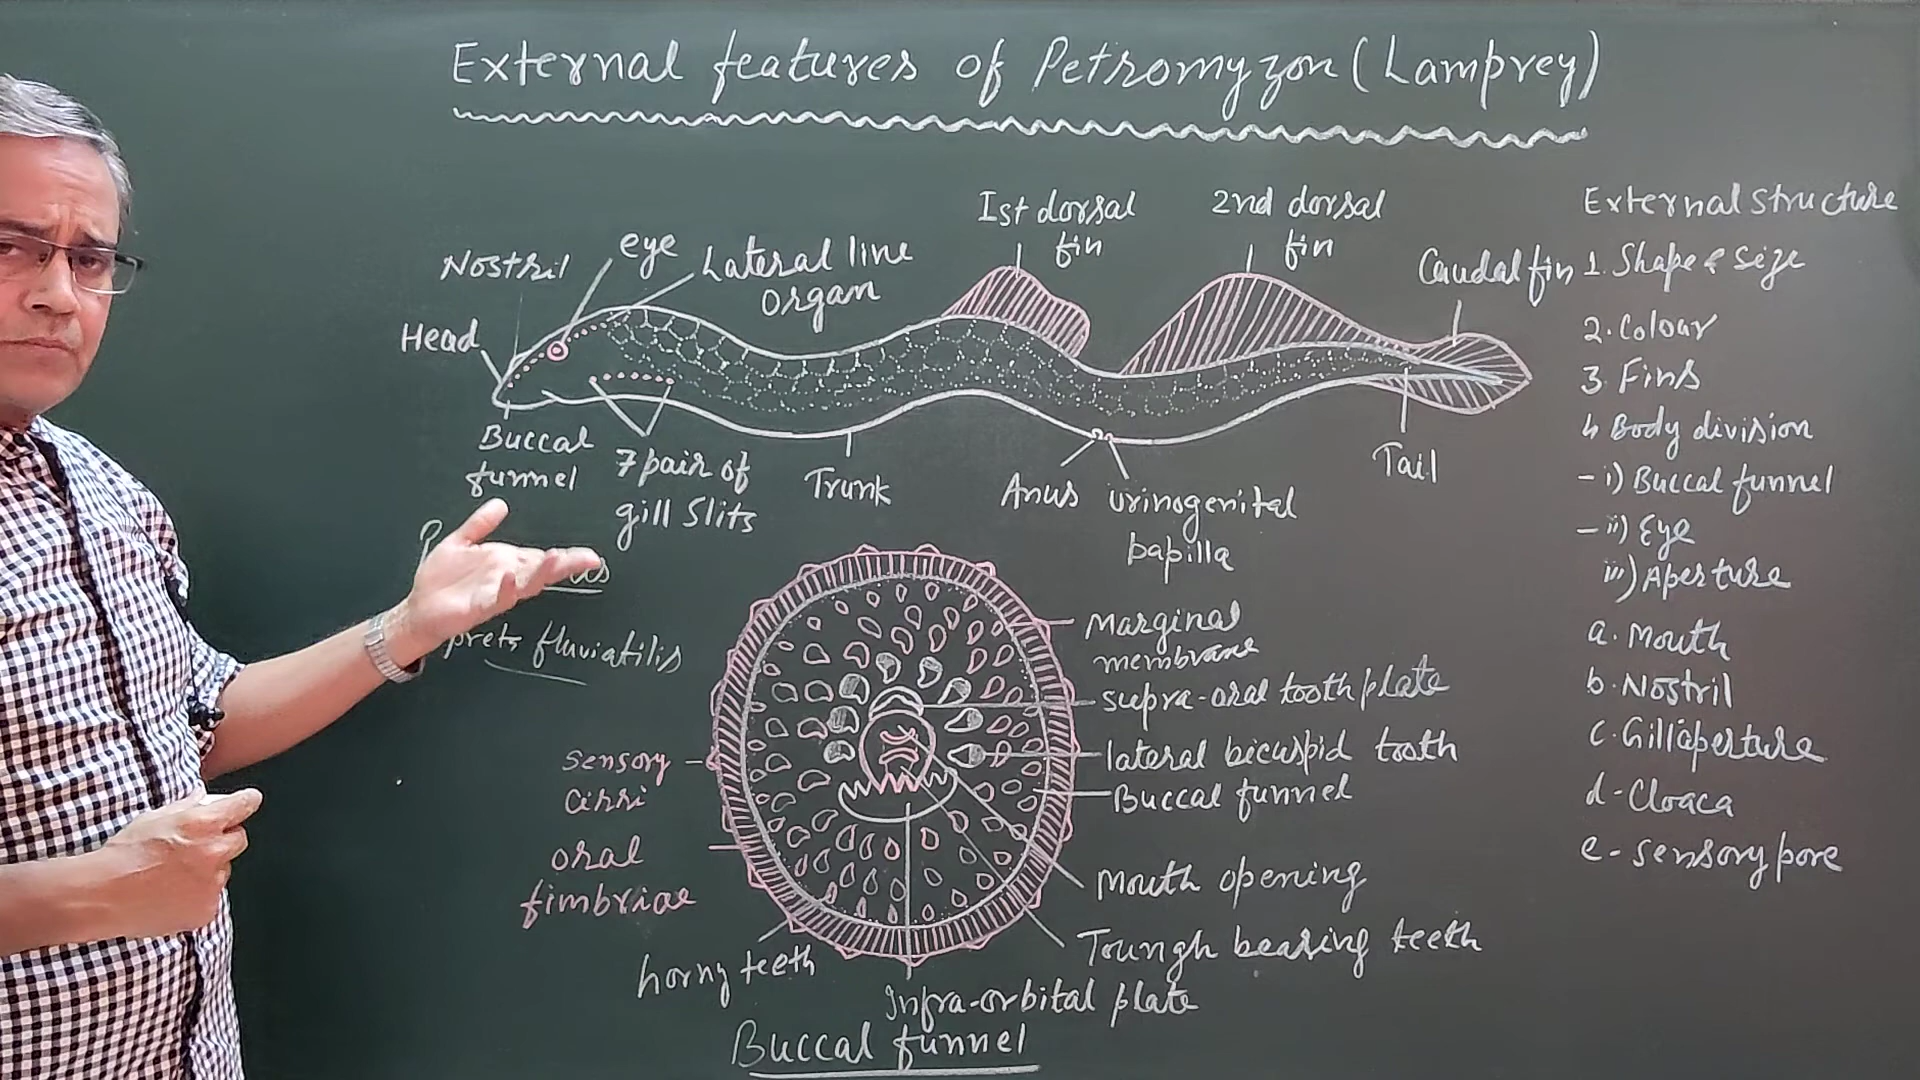 External features of Petromyzon (Lamprey)
Ist dorsal
fin
2nd dorsal
fin
Caudal fin
Nostril
eye
Lateral line
organ
Head
Buccal
funnel
7 pair of
gill Slits
Trunk
Anus
urinogenital
papilla
Tail
fluviatilis
External structure
1. Shape & size
2. Colour
3. Fins
4 Body division
- i) Buccal funnel
- ii) Eye
iii) Aperture
a. Mouth
b. Nostril
c. Gill aperture
d - Cloaca
e - sensory pore
Marginal
membrane
supra-oral tooth plate
lateral bicuspid tooth
Buccal funnel
Mouth opening
Toungh bearing teeth
sensory
cirri
oral
fimbriae
horny teeth
Infra-orbital plate
Buccal funnel